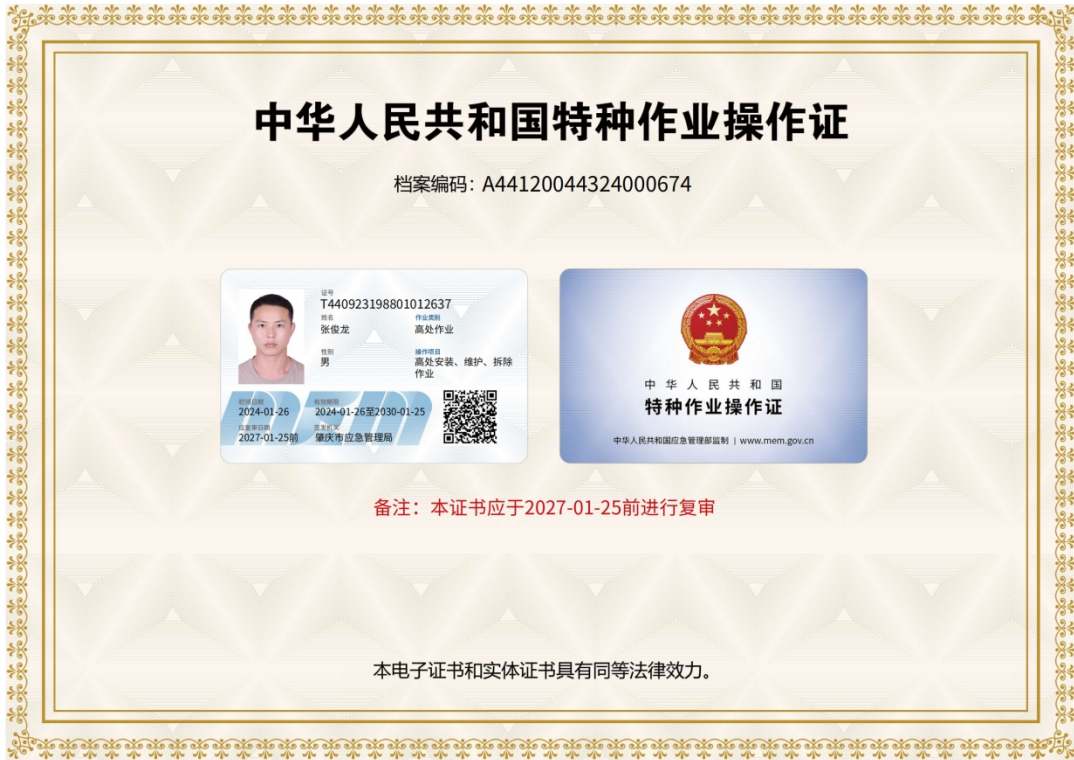 中华人民共和国特种作业操作证
档案编码：A44120044324000674
证号
T440923198801012637
姓名
张俊龙
作业类别
高处作业
性别
男
操作项目
高处安装、维护、拆除
作业
初领日期
2024-01-26
有效期限
2024-01-26至2030-01-25
应复审日期
2027-01-25前
签发机关
肇庆市应急管理局
中华人民共和国
特种作业操作证
中华人民共和国应急管理部监制 | www.mem.gov.cn
备注：本证书应于2027-01-25前进行复审
本电子证书和实体证书具有同等法律效力。